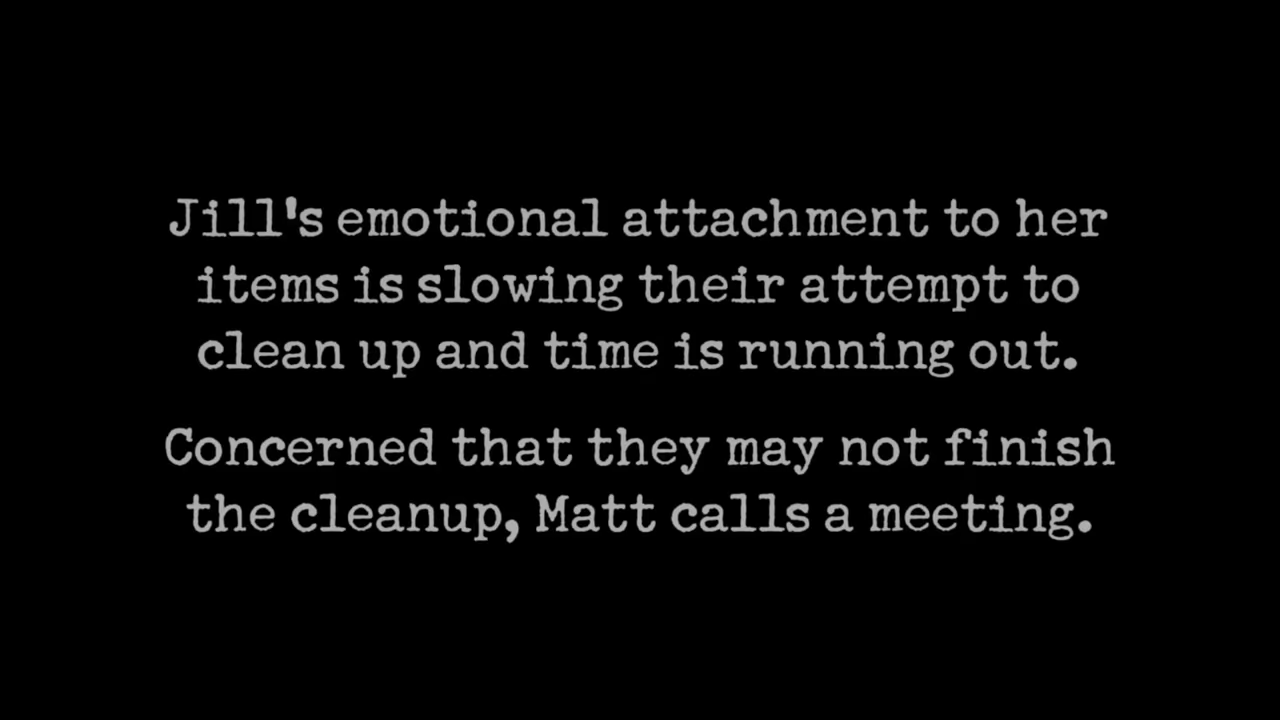 Jill's emotional attachment to her
items is slowing their attempt to
clean up and time is running out.
Concerned that they may not finish
the cleanup, Matt calls a meeting.